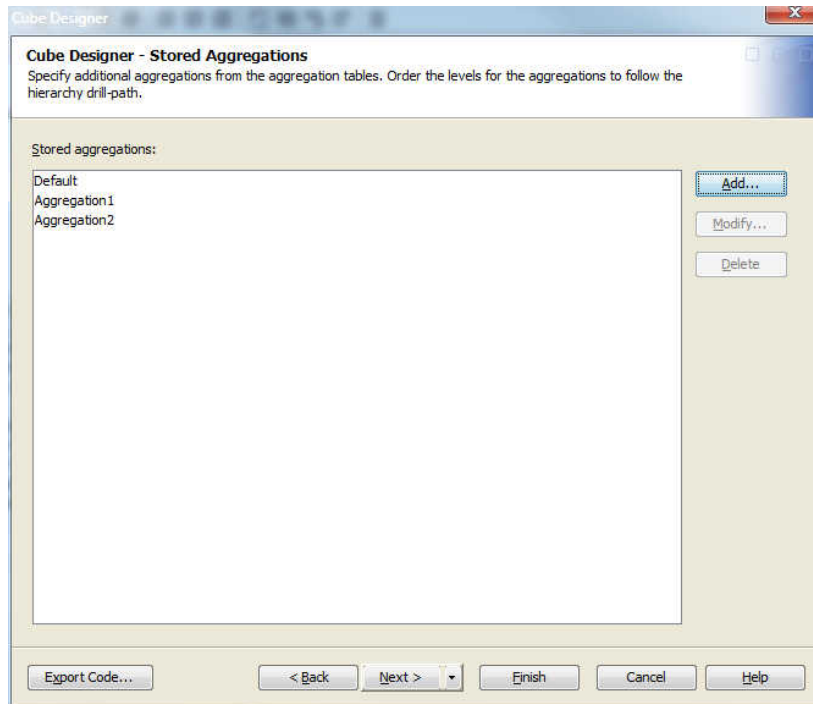 Cube Designer
Cube Designer - Stored Aggregations
Specify additional aggregations from the aggregation tables. Order the levels for the aggregations to follow the
hierarchy drill-path.
Stored aggregations:
Default
Aggregation1
Aggregation2
Add...
Modify...
Delete
Export Code...
< Back
Next >
Finish
Cancel
Help